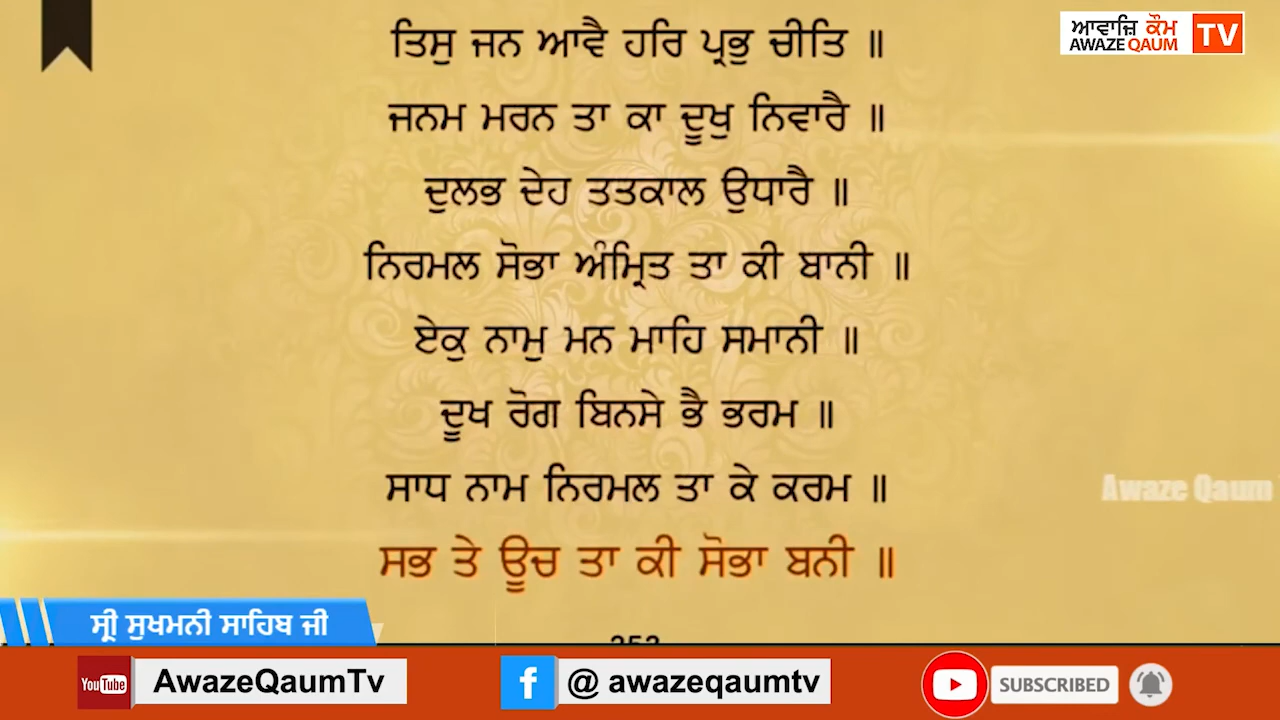 ਤਿਸੁ ਜਨ ਆਵੈ ਹਰਿ ਪ੍ਰਭੁ ਚੀਤਿ ॥
ਆਵਾਜ਼ਿ ਕੌਮ
AWAZE QAUM TV
ਜਨਮ ਮਰਨ ਤਾ ਕਾ ਦੂਖੁ ਨਿਵਾਰੈ ॥
ਦੁਲਭ ਦੇਹ ਤਤਕਾਲ ਉਧਾਰੈ ॥
ਨਿਰਮਲ ਸੋਭਾ ਅੰਮ੍ਰਿਤ ਤਾ ਕੀ ਬਾਨੀ ॥
ਏਕੁ ਨਾਮੁ ਮਨ ਮਾਹਿ ਸਮਾਨੀ ॥
ਦੂਖ ਰੋਗ ਬਿਨਸੇ ਭੈ ਭਰਮ ॥
ਸਾਧ ਨਾਮ ਨਿਰਮਲ ਤਾ ਕੇ ਕਰਮ ॥
Awaze Qaum
ਸਭ ਤੇ ਊਚ ਤਾ ਕੀ ਸੋਭਾ ਬਨੀ ॥
ਸ੍ਰੀ ਸੁਖਮਨੀ ਸਾਹਿਬ ਜੀ
YouTube AwazeQaumTv
f @ awazeqaumtv
SUBSCRIBED